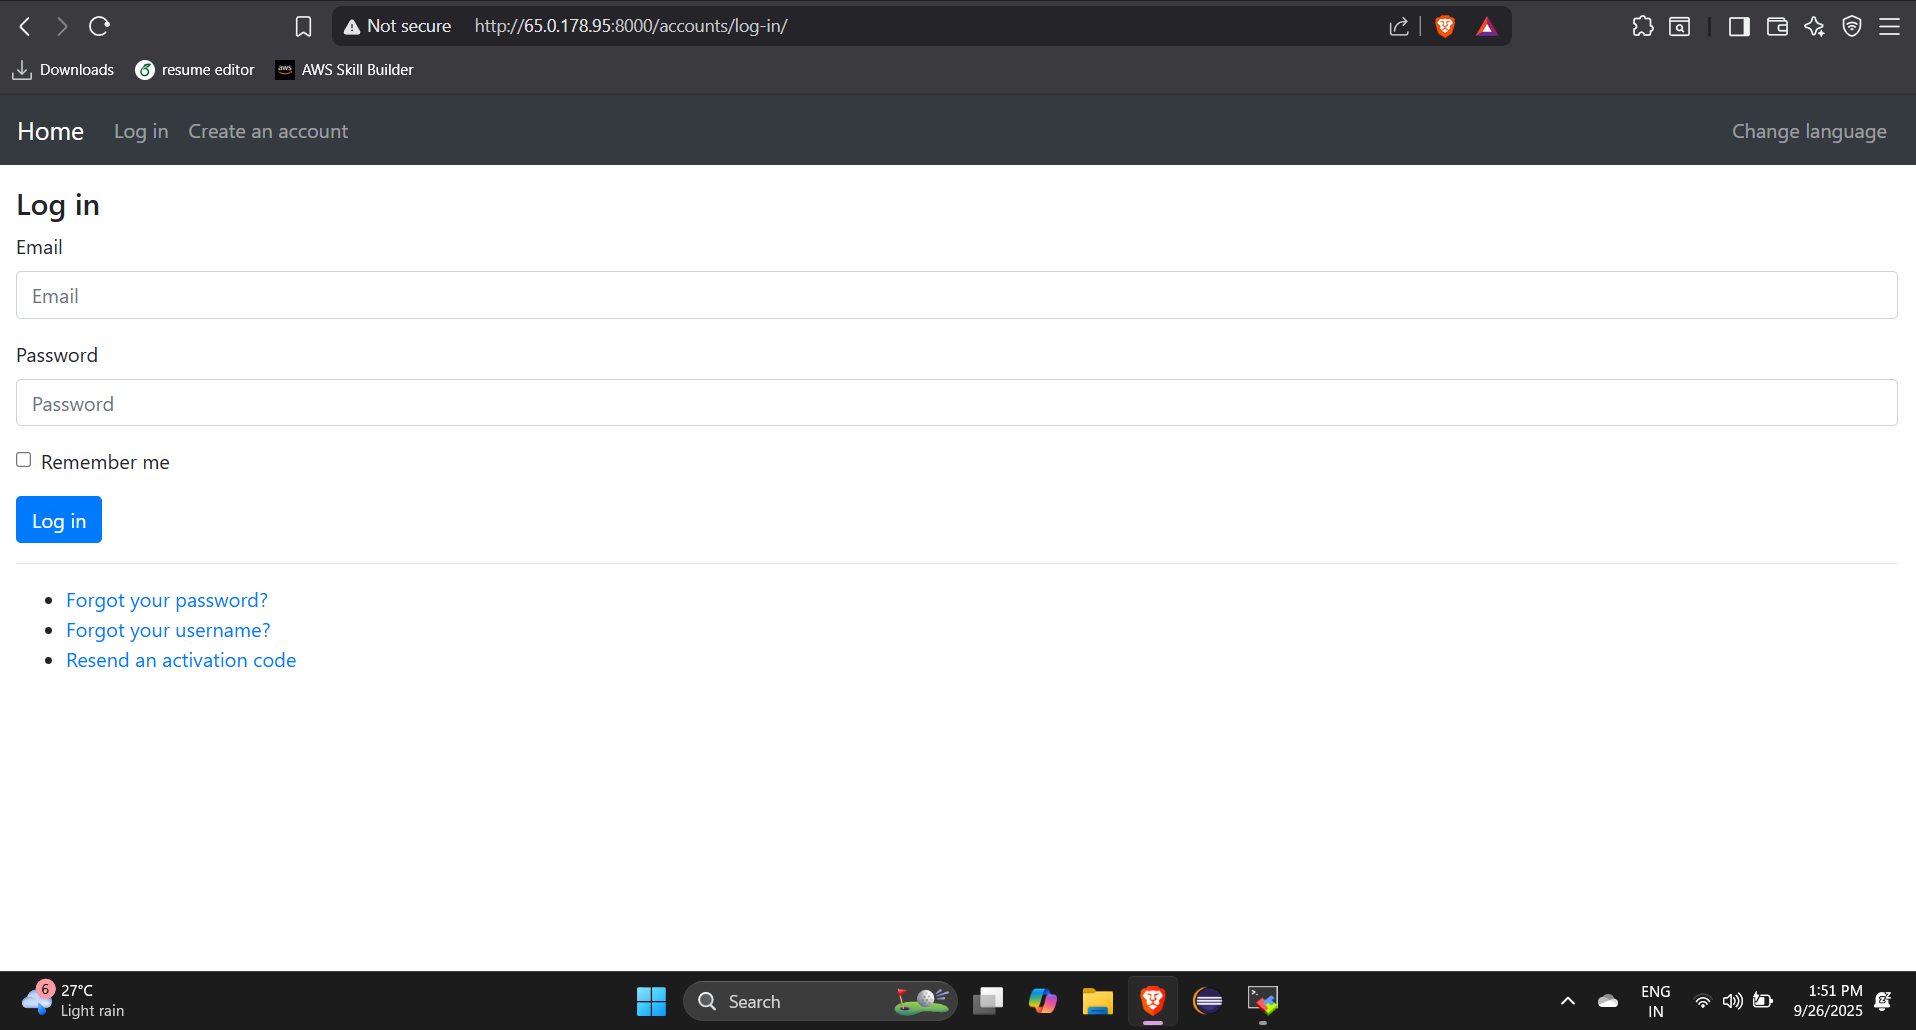 Not secure http://65.0.178.95:8000/accounts/log-in/
Downloads resume editor aws AWS Skill Builder
Home Log in Create an account Change language
Log in
Email
Email
Password
Password
Remember me
Log in
Forgot your password?
Forgot your username?
Resend an activation code
6 27°C
Light rain
Search
ENG
IN
1:51 PM
9/26/2025